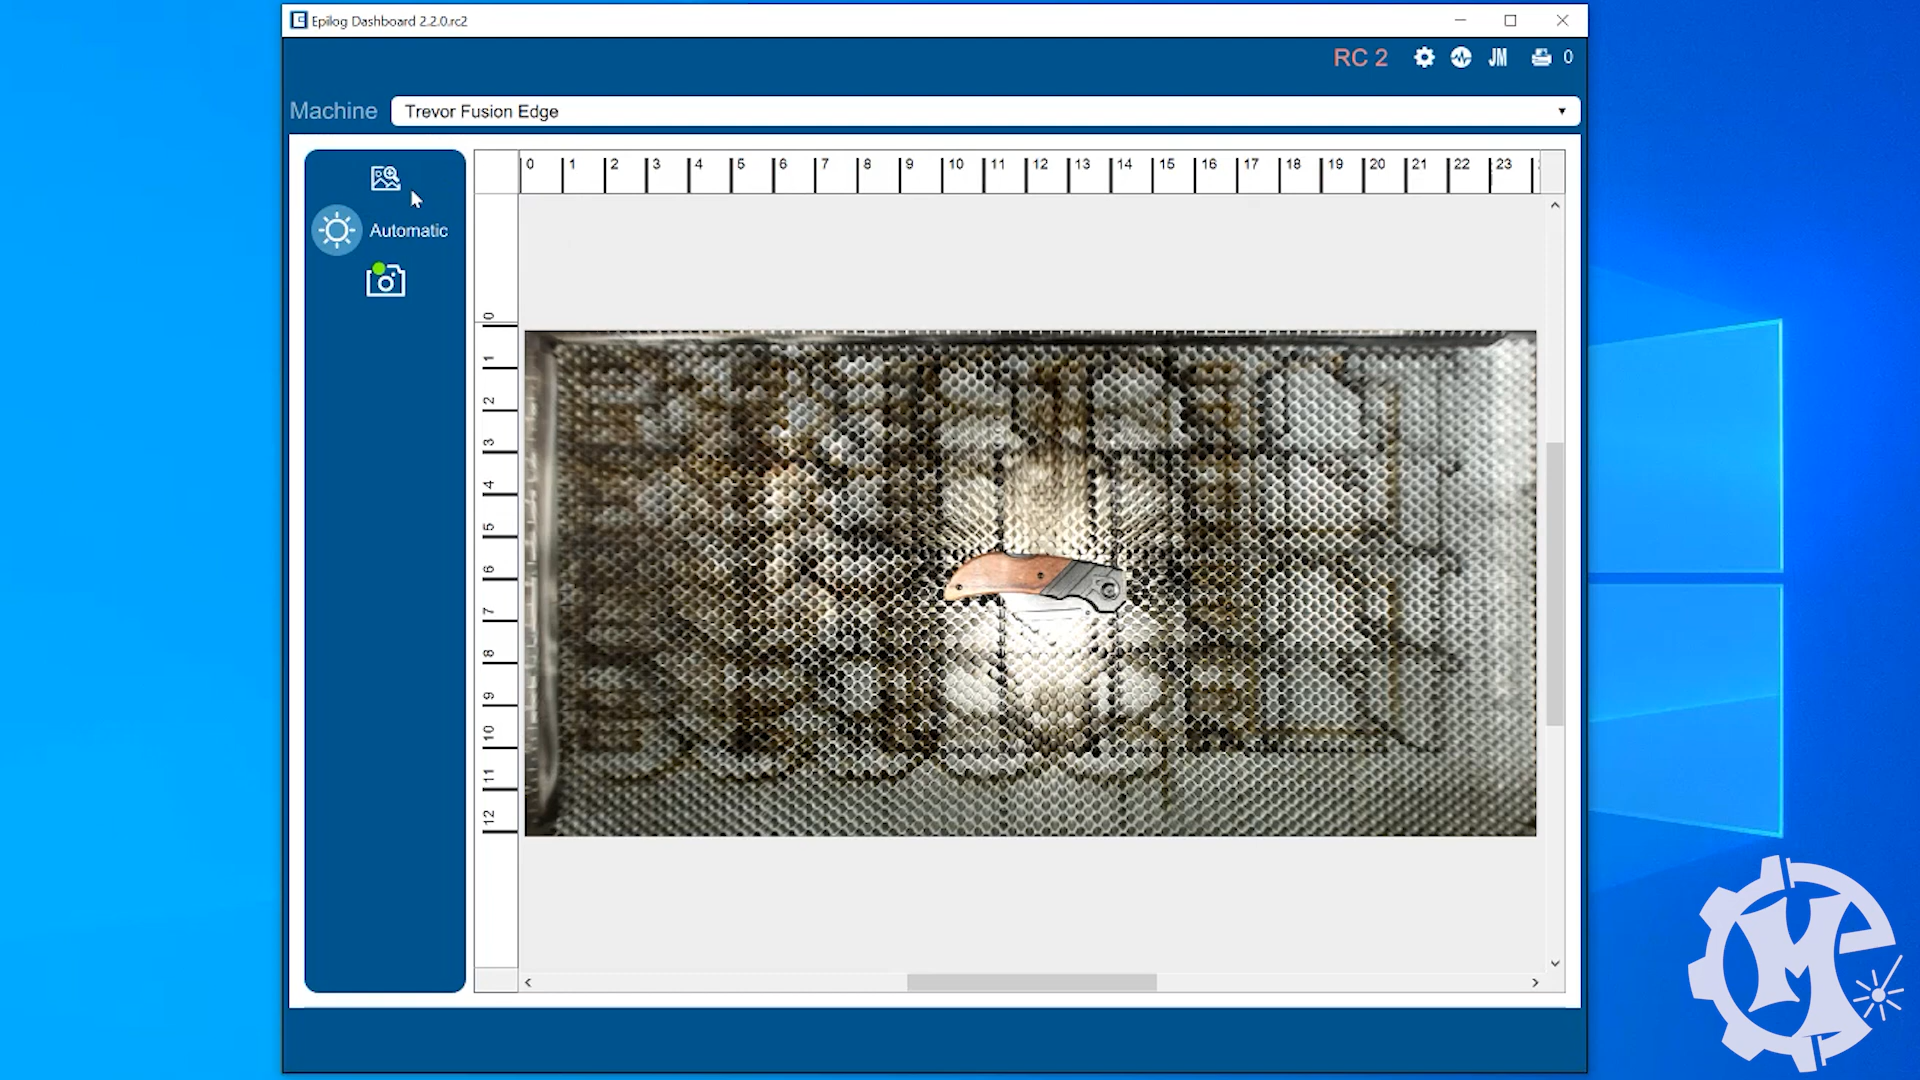 Epilog Dashboard 2.2.0.rc2
RC 2
JM
0
Machine
Trevor Fusion Edge
Automatic
0 1 2 3 4 5 6 7 8 9 10 11 12 13 14 15 16 17 18 19 20 21 22 23
0
1
2
3
4
5
6
7
8
9
10
11
12
Me